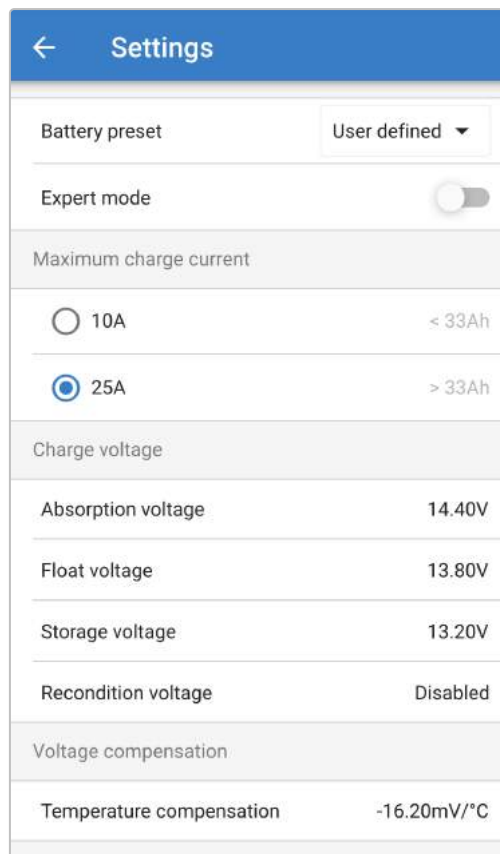 Settings
Battery preset User defined
Expert mode
Maximum charge current
10A < 33Ah
25A > 33Ah
Charge voltage
Absorption voltage 14.40V
Float voltage 13.80V
Storage voltage 13.20V
Recondition voltage Disabled
Voltage compensation
Temperature compensation -16.20mV/°C